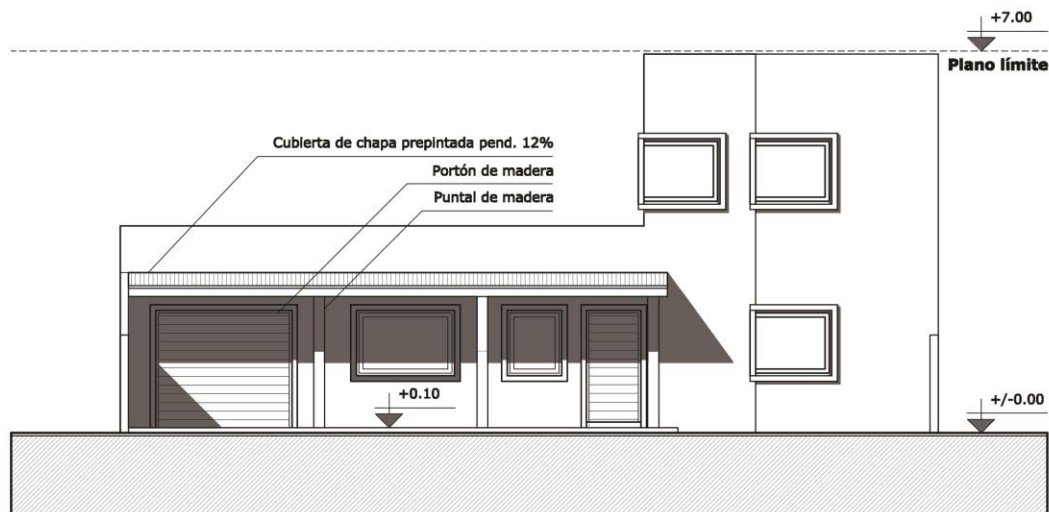 +7.00
Plano límite
Cubierta de chapa prepintada pend. 12%
Portón de madera
Puntal de madera
+0.10
+/-0.00